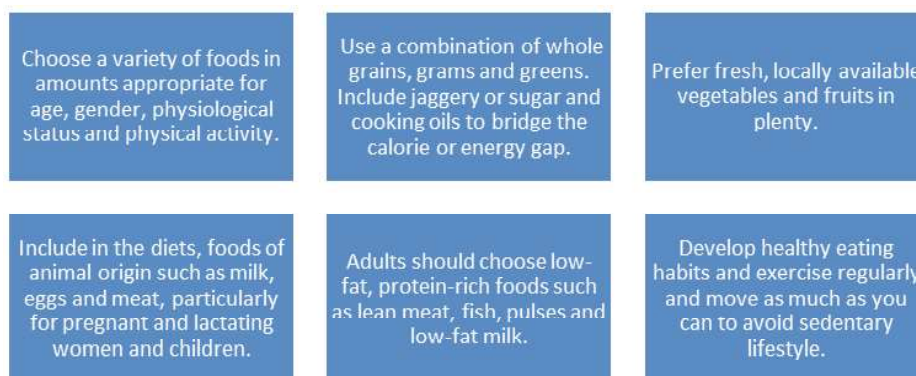 Choose a variety of foods in
amounts appropriate for
age, gender, physiological
status and physical activity.
Use a combination of whole
grains, grams and greens.
Include jaggery or sugar and
cooking oils to bridge the
calorie or energy gap.
Prefer fresh, locally available
vegetables and fruits in
plenty.
Include in the diets, foods of
animal origin such as milk,
eggs and meat, particularly
for pregnant and lactating
women and children.
Adults should choose low-
fat, protein-rich foods such
as lean meat, fish, pulses and
low-fat milk.
Develop healthy eating
habits and exercise regularly
and move as much as you
can to avoid sedentary
lifestyle.